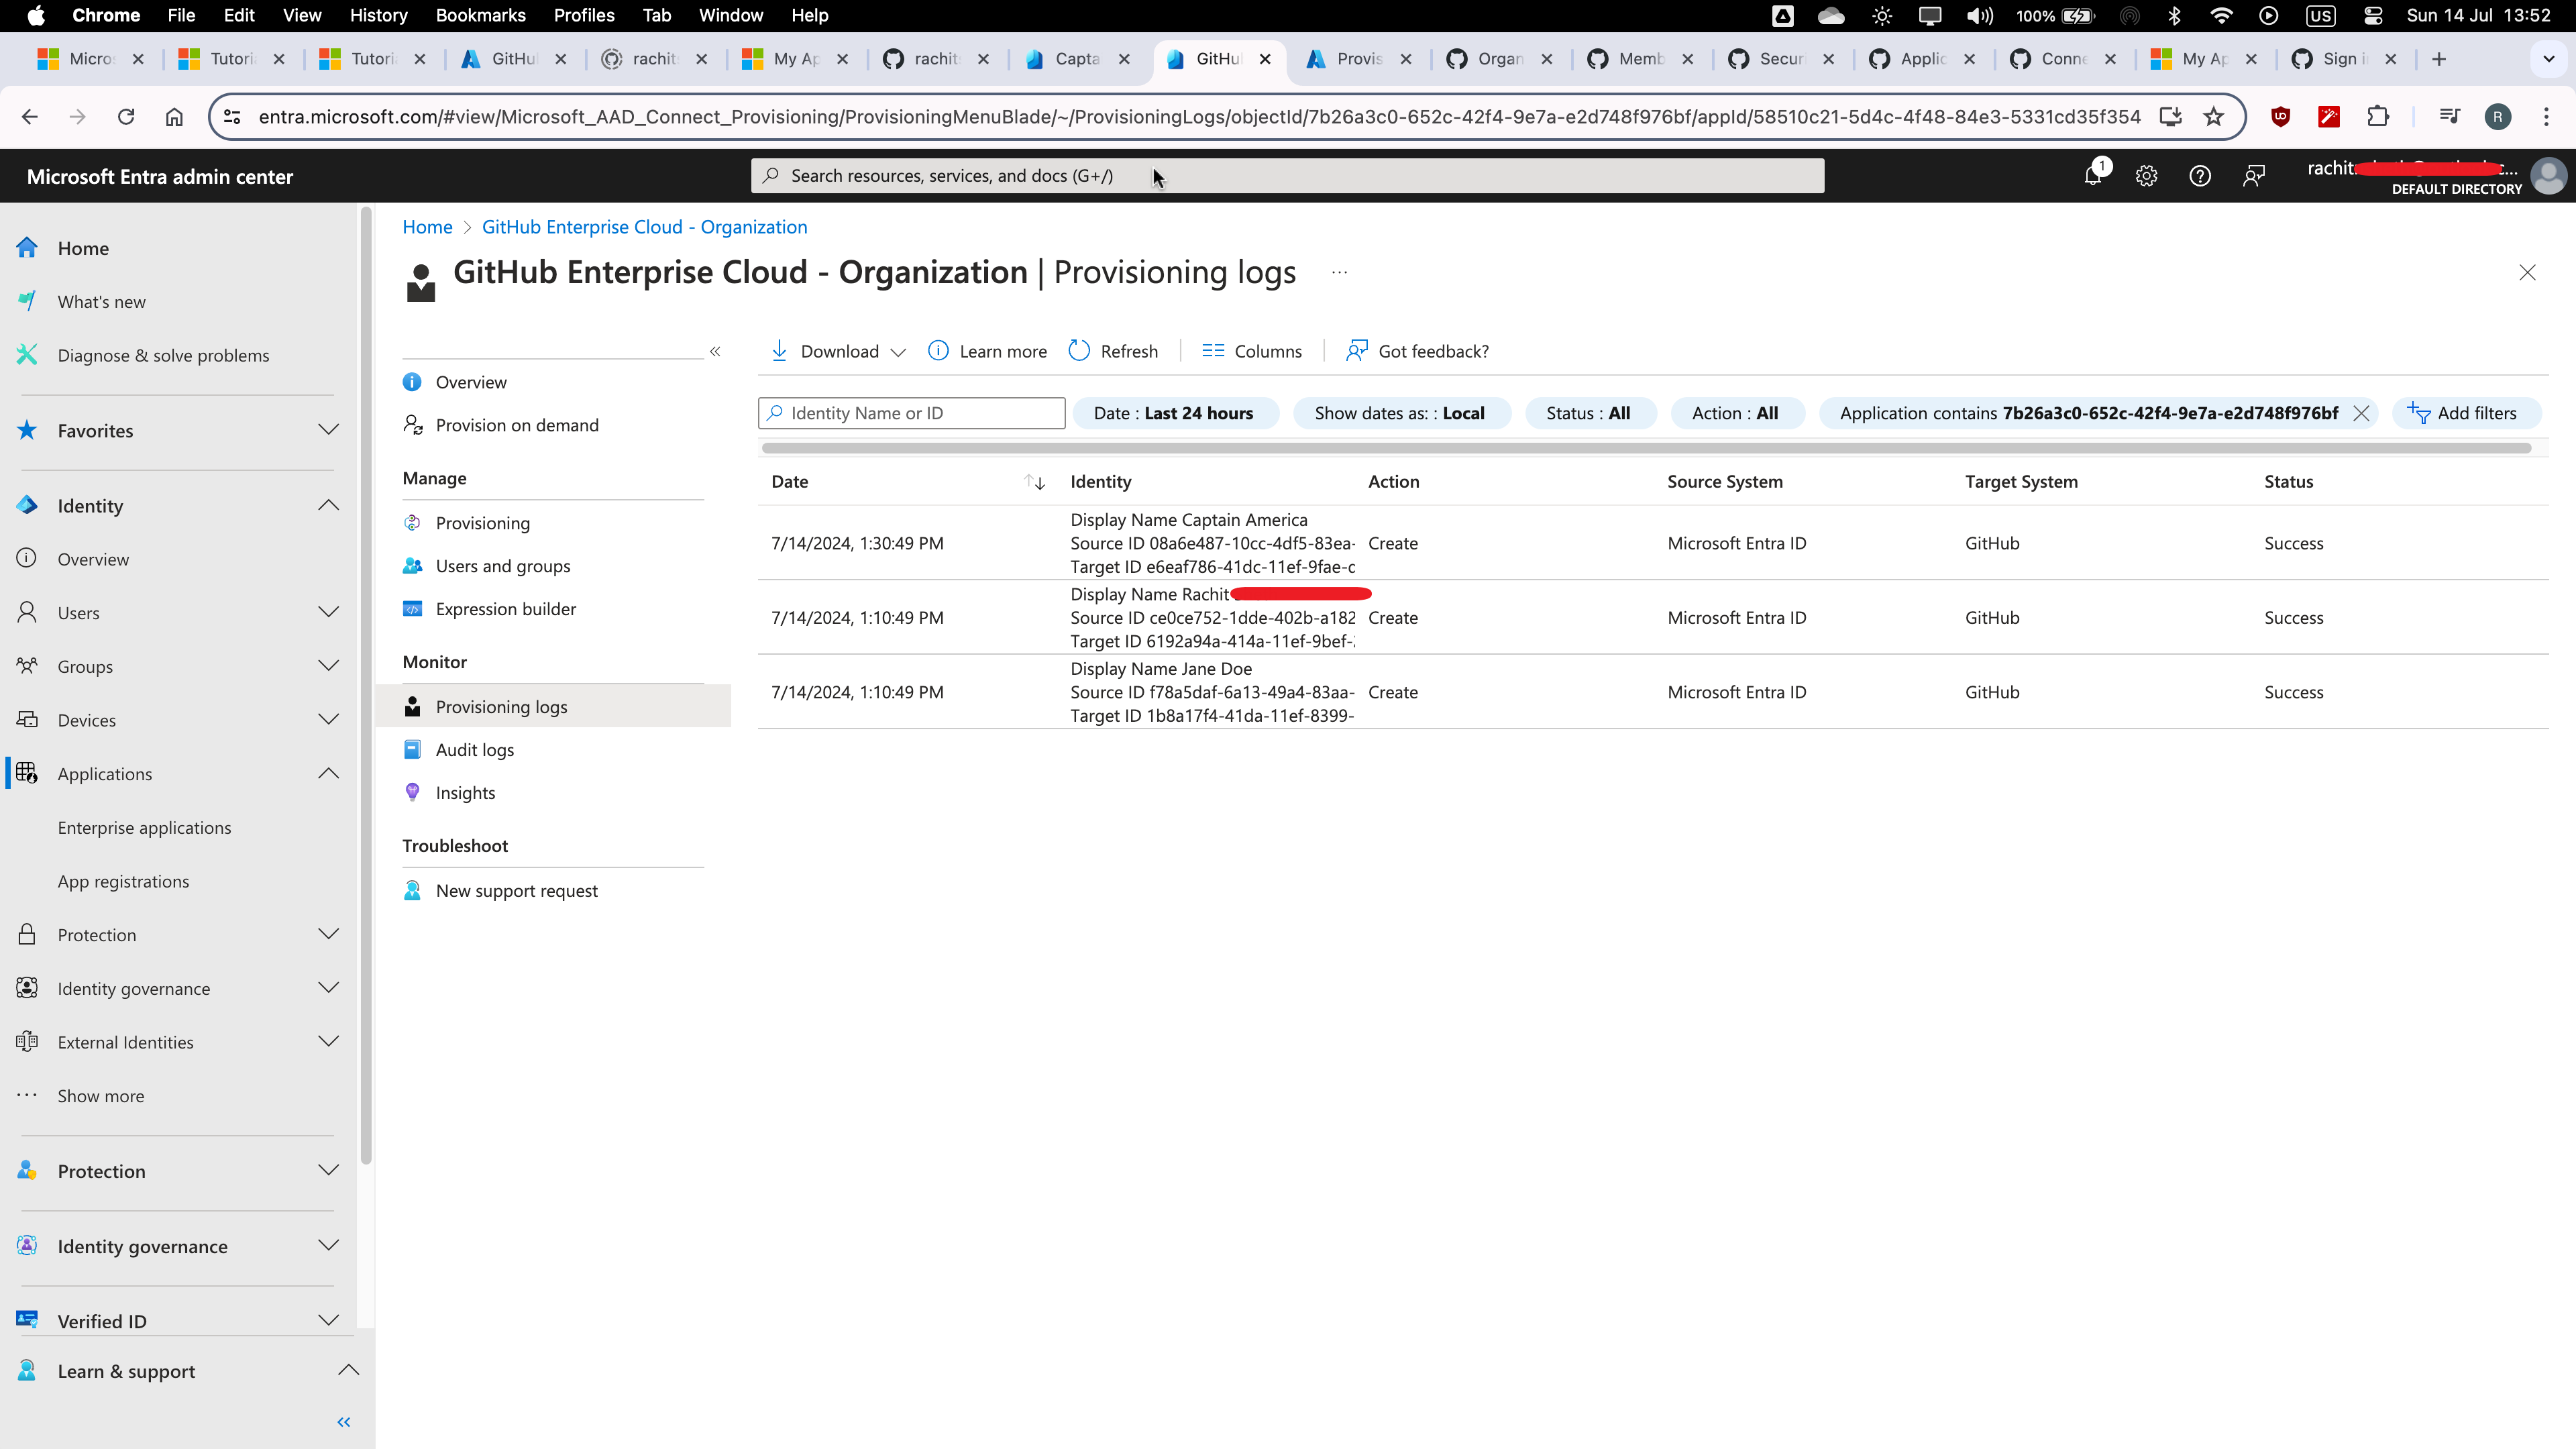 Chrome File Edit View History Bookmarks Profiles Tab Window Help 100% US Sun 14 Jul 13:52
Micros Tutoria Tutoria GitHub rachits My Ap rachits Captai GitHub Provis Organ Memb Securi Applic Conne My Ap Sign in
entra.microsoft.com/#view/Microsoft_AAD_Connect_Provisioning/ProvisioningMenuBlade/~/ProvisioningLogs/objectId/7b26a3c0-652c-42f4-9e7a-e2d748f976bf/appId/58510c21-5d4c-4f48-84e3-5331cd35f354
R
Microsoft Entra admin center
Search resources, services, and docs (G+/)
1
rachit
DEFAULT DIRECTORY
Home
What's new
Diagnose & solve problems
Favorites
Identity
Overview
Users
Groups
Devices
Applications
Enterprise applications
App registrations
Protection
Identity governance
External Identities
Show more
Protection
Identity governance
Verified ID
Learn & support
Home > GitHub Enterprise Cloud - Organization
GitHub Enterprise Cloud - Organization | Provisioning logs
Overview
Provision on demand
Manage
Provisioning
Users and groups
Expression builder
Monitor
Provisioning logs
Audit logs
Insights
Troubleshoot
New support request
Download Learn more Refresh Columns Got feedback?
Identity Name or ID
Date : Last 24 hours
Show dates as: : Local
Status : All
Action : All
Application contains 7b26a3c0-652c-42f4-9e7a-e2d748f976bf
Add filters
Date Identity Action Source System Target System Status
Display Name Captain America
7/14/2024, 1:30:49 PM Source ID 08a6e487-10cc-4df5-83ea- Create Microsoft Entra ID GitHub Success
Target ID e6eaf786-41dc-11ef-9fae-c
Display Name Rachit
7/14/2024, 1:10:49 PM Source ID ce0ce752-1dde-402b-a182 Create Microsoft Entra ID GitHub Success
Target ID 6192a94a-414a-11ef-9bef-
Display Name Jane Doe
7/14/2024, 1:10:49 PM Source ID f78a5daf-6a13-49a4-83aa- Create Microsoft Entra ID GitHub Success
Target ID 1b8a17f4-41da-11ef-8399-